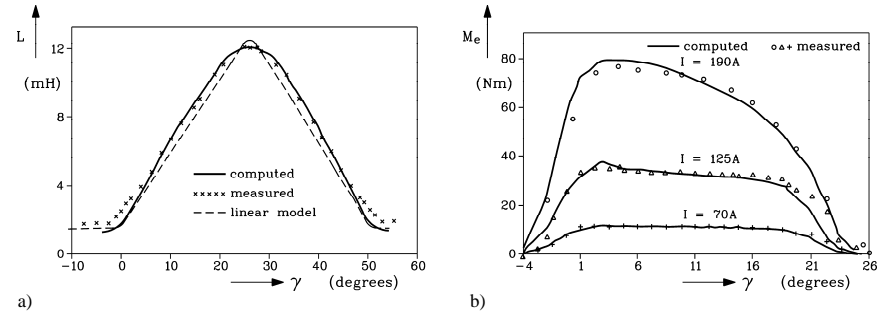 L
(mH)
12
8
4
0
-10
0
10
20
30
40
50
60
γ
(degrees)
computed
measured
linear model
a)
Me
(Nm)
80
60
40
20
0
-4
1
6
11
16
21
26
γ
(degrees)
computed
measured
I = 190A
I = 125A
I = 70A
b)